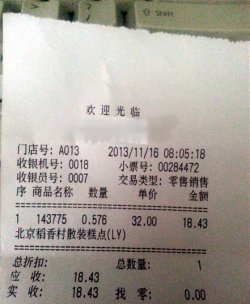 Shift
欢迎光临
门店号: A013 2013/11/16 08:05:18
收银机号: 0018 小票号: 00284472
收银员号: 0007 交易类型: 零售销售
序 商品名称 数量 单价 金额
1 143775 0.576 32.00 18.43
北京稻香村散装糕点(LV)
总折扣: 总数量: 1
应 收: 18.43
实 收: 18.43 找 零: 0.00